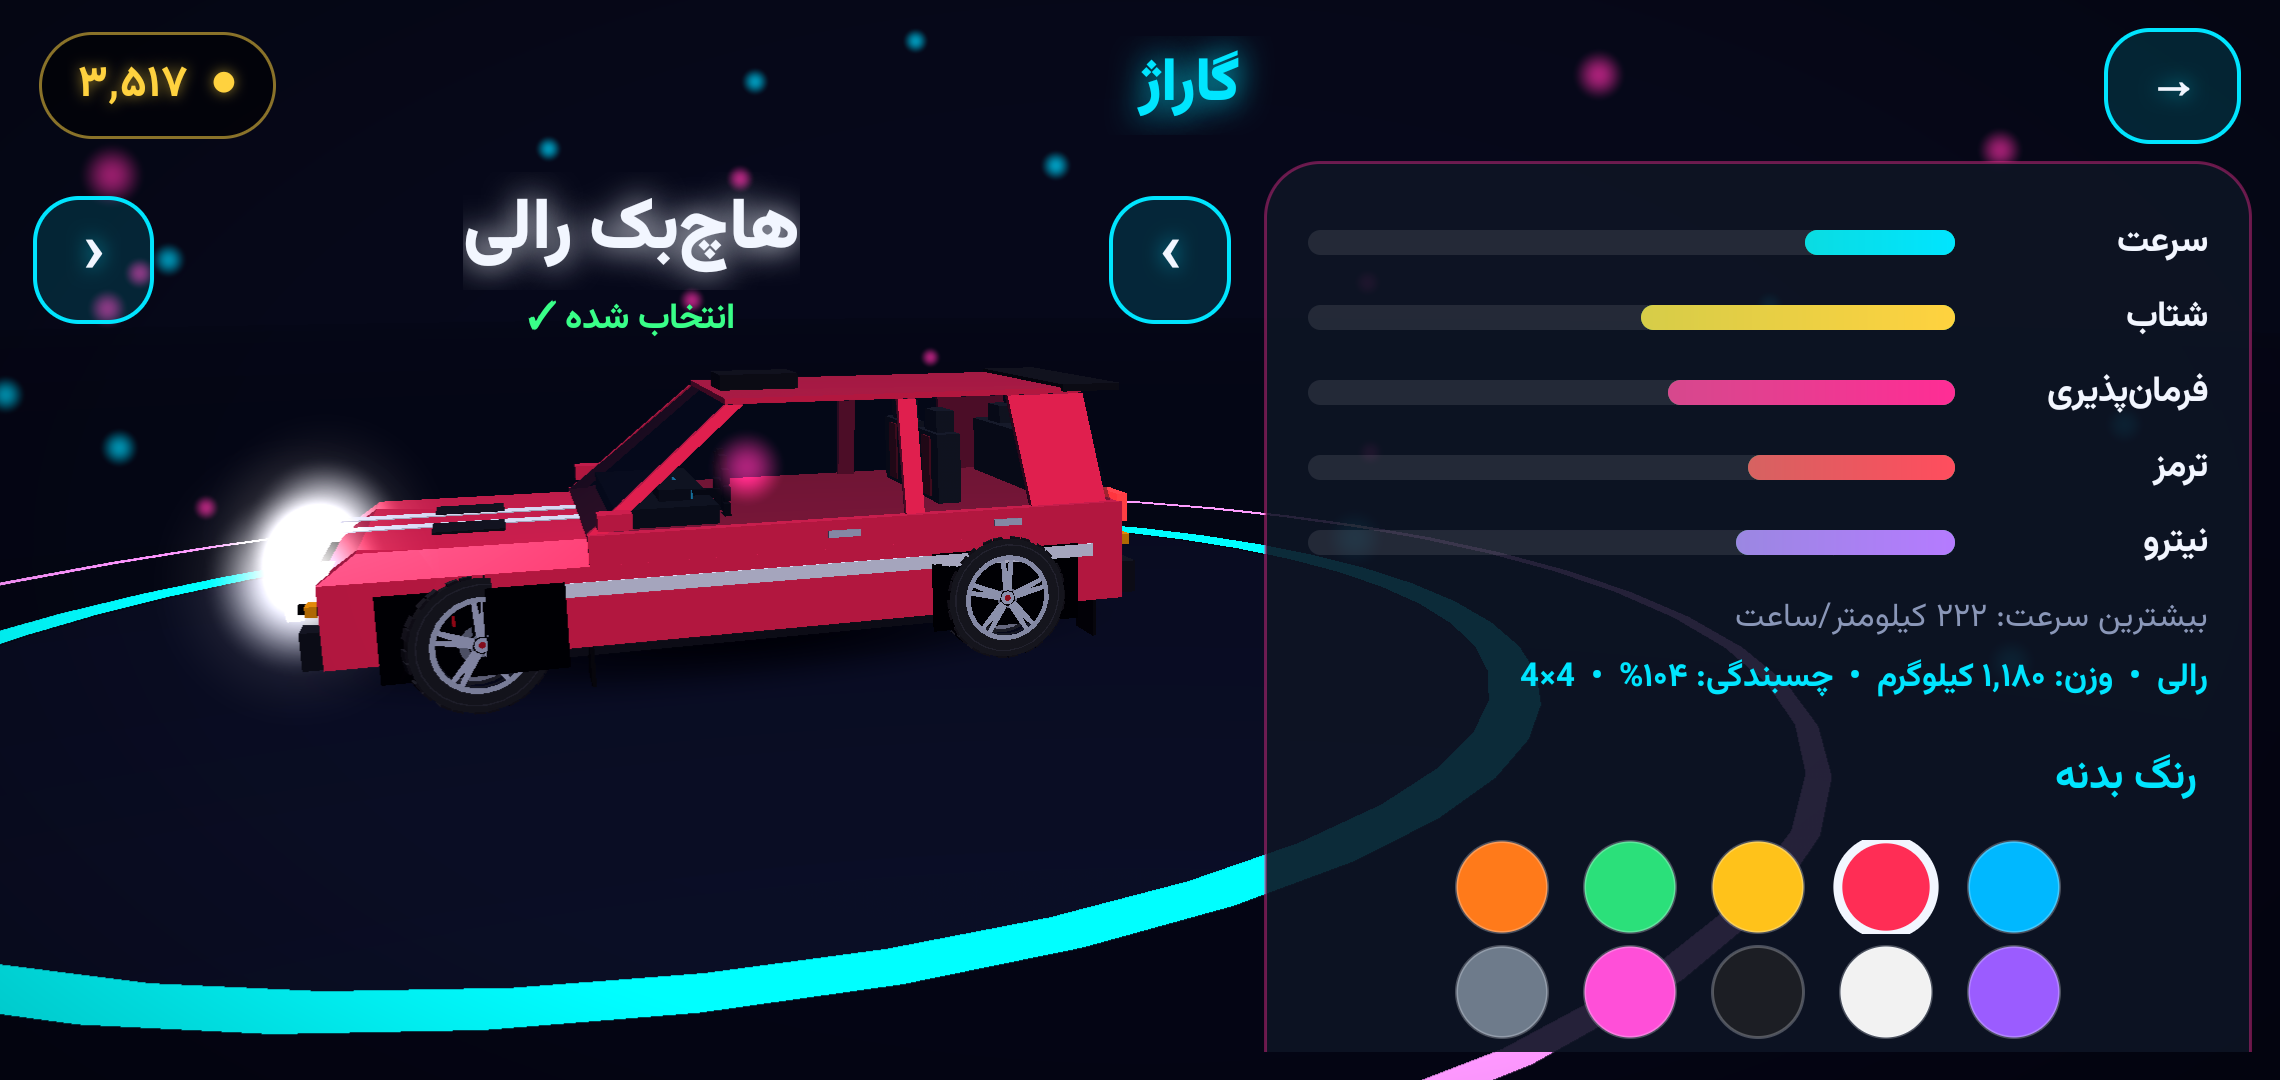 →
گاراژ
۳,۵۱۷
هاچ‌بک رالی
انتخاب شده ✓
سرعت
شتاب
فرمان‌پذیری
ترمز
نیترو
بیشترین سرعت: ۲۲۲ کیلومتر/ساعت
رالی • وزن: ۱,۱۸۰ کیلوگرم • چسبندگی: ۱۰۴% • 4×4
رنگ بدنه